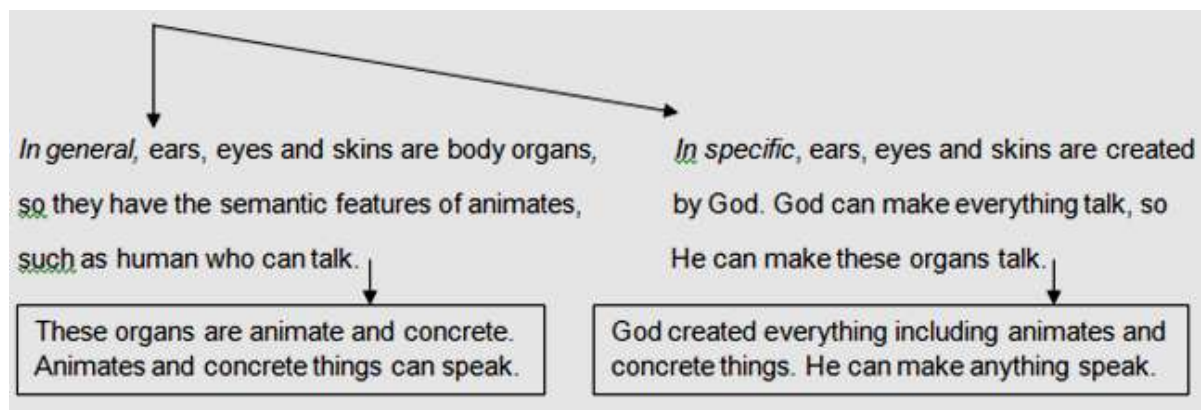 In general, ears, eyes and skins are body organs,
so they have the semantic features of animates,
such as human who can talk.
These organs are animate and concrete.
Animates and concrete things can speak.
In specific, ears, eyes and skins are created
by God. God can make everything talk, so
He can make these organs talk.
God created everything including animates and
concrete things. He can make anything speak.